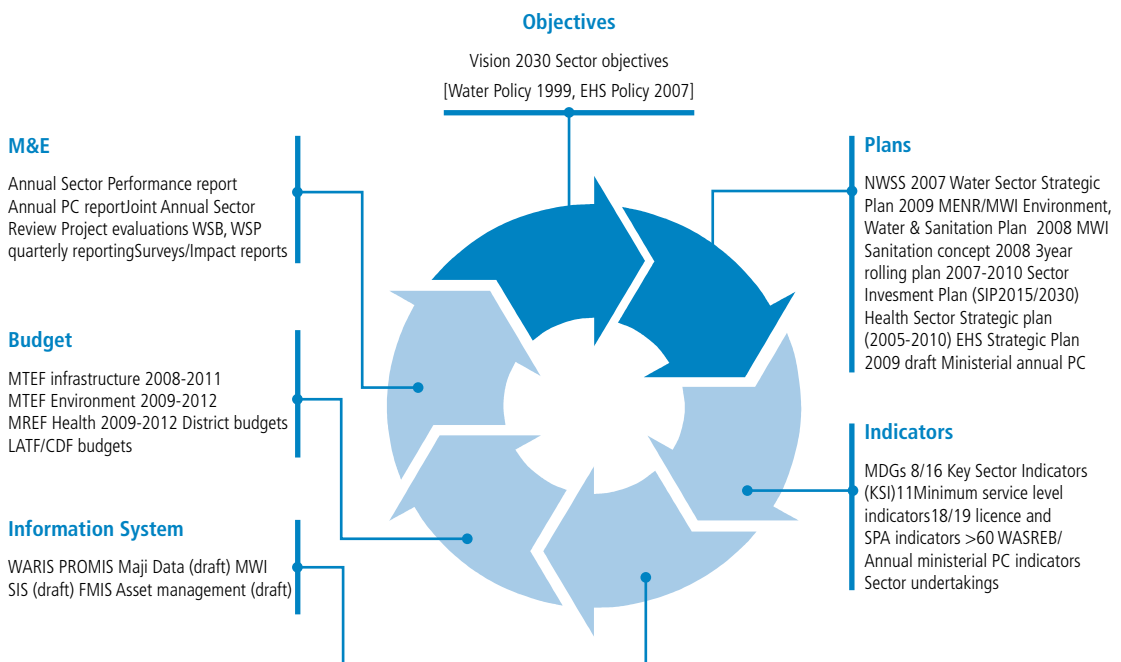 Objectives
Vision 2030 Sector objectives
[Water Policy 1999, EHS Policy 2007]
M&E
Annual Sector Performance report
Annual PC reportJoint Annual Sector
Review Project evaluations WSB, WSP
quarterly reportingSurveys/Impact reports
Budget
MTEF infrastructure 2008-2011
MTEF Environment 2009-2012
MREF Health 2009-2012 District budgets
LATF/CDF budgets
Information System
WARIS PROMIS Maji Data (draft) MWI
SIS (draft) FMIS Asset management (draft)
Plans
NWSS 2007 Water Sector Strategic
Plan 2009 MENR/MWI Environment,
Water & Sanitation Plan 2008 MWI
Sanitation concept 2008 3year
rolling plan 2007-2010 Sector
Invesment Plan (SIP2015/2030)
Health Sector Strategic plan
(2005-2010) EHS Strategic Plan
2009 draft Ministerial annual PC
Indicators
MDGs 8/16 Key Sector Indicators
(KSI)11Minimum service level
indicators18/19 licence and
SPA indicators >60 WASREB/
Annual ministerial PC indicators
Sector undertakings